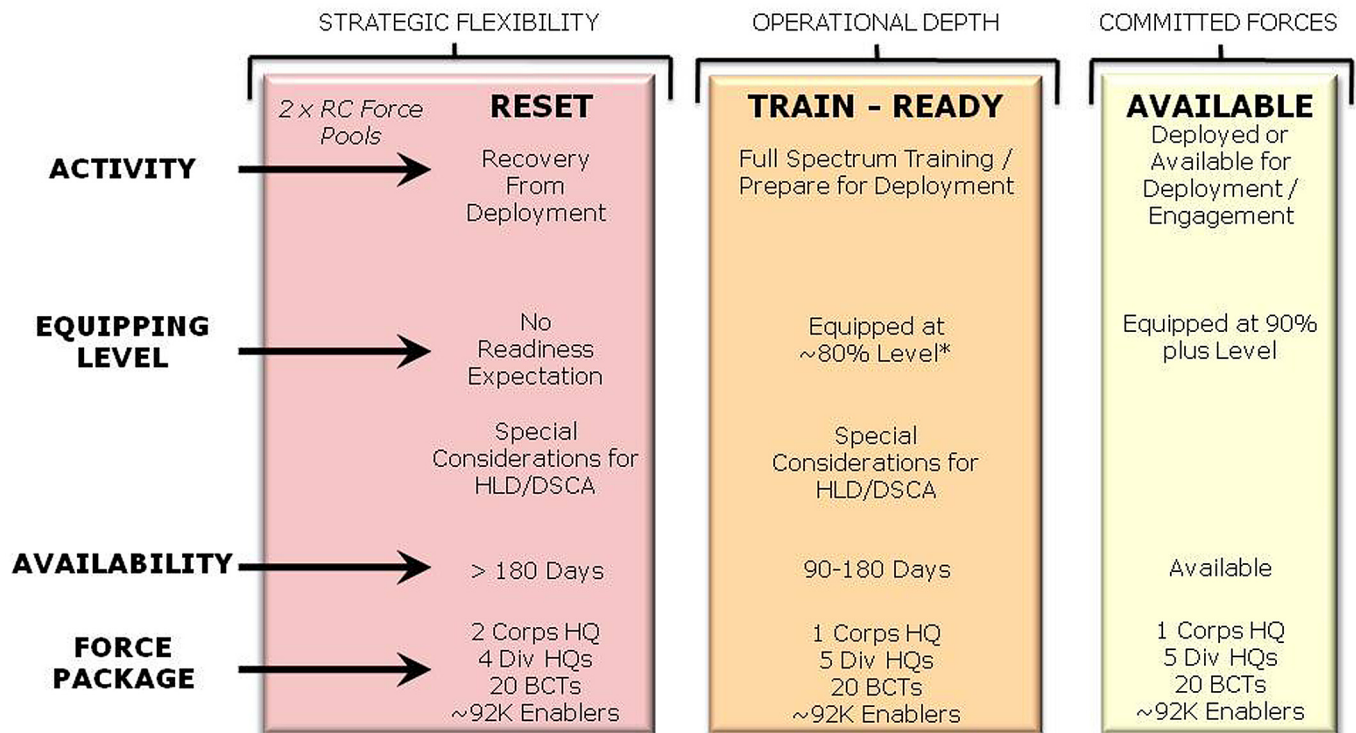 STRATEGIC FLEXIBILITY
OPERATIONAL DEPTH
COMMITTED FORCES
2 x RC Force
Pools
RESET
TRAIN - READY
AVAILABLE
ACTIVITY
Recovery
From
Deployment
Full Spectrum Training /
Prepare for Deployment
Deployed or
Available for
Deployment /
Engagement
EQUIPPING
LEVEL
No
Readiness
Expectation
Equipped at
~80% Level*
Equipped at 90%
plus Level
Special
Considerations for
HLD/DSCA
Special
Considerations for
HLD/DSCA
AVAILABILITY
> 180 Days
90-180 Days
Available
FORCE
PACKAGE
2 Corps HQ
4 Div HQs
20 BCTs
~92K Enablers
1 Corps HQ
5 Div HQs
20 BCTs
~92K Enablers
1 Corps HQ
5 Div HQs
20 BCTs
~92K Enablers